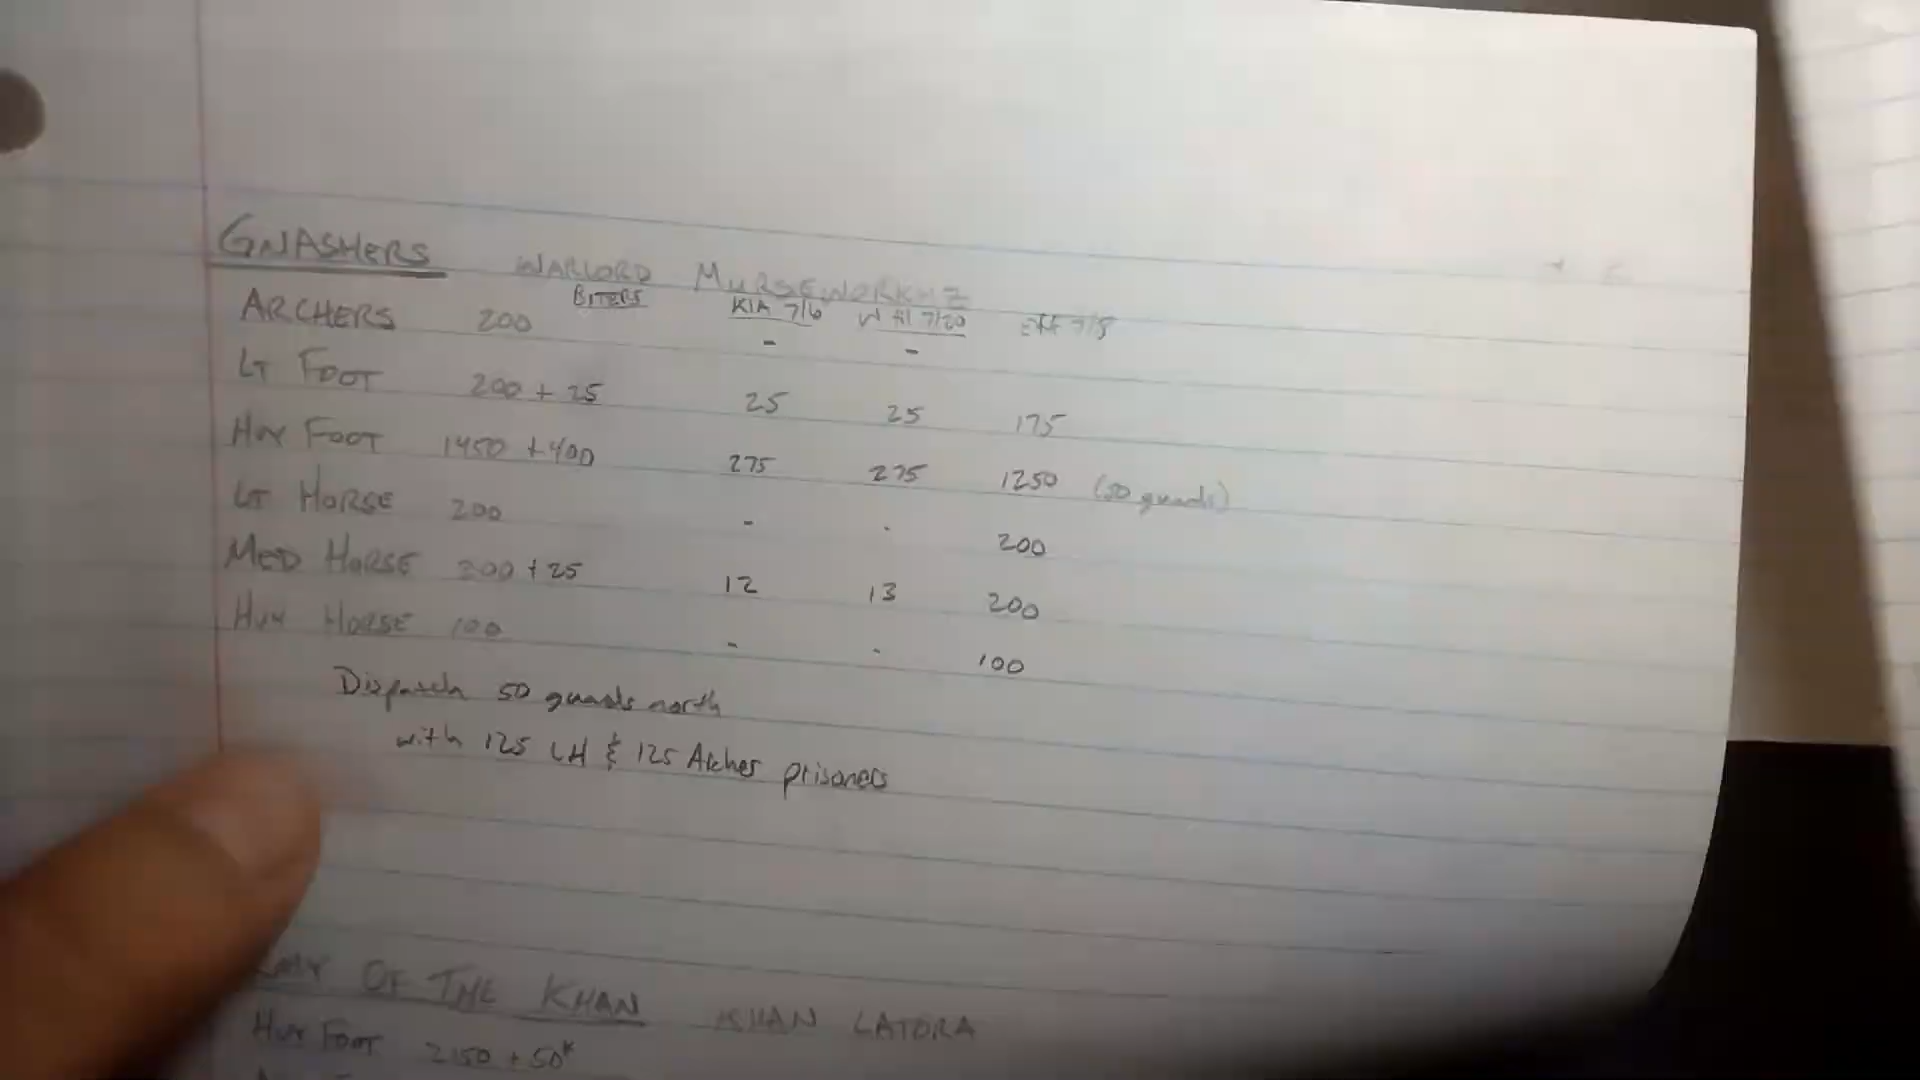 GNASHERS WARLORD
BITERS KIA 7/6 W til 7/20 Eff 7/8
ARCHERS 200 - -
LT FOOT 200 + 25 25 25 175
HVY FOOT 1450 + 400 275 275 1250 (50 guards)
LT HORSE 200 - - 200
MED HORSE 200 + 25 12 13 200
HVY HORSE 100 - - 100
Dispatch 50 guards north
with 125 LH & 125 Archer prisoners
OF THE KHAN KHAN LATORA
HVY FOOT 2150 + 50*